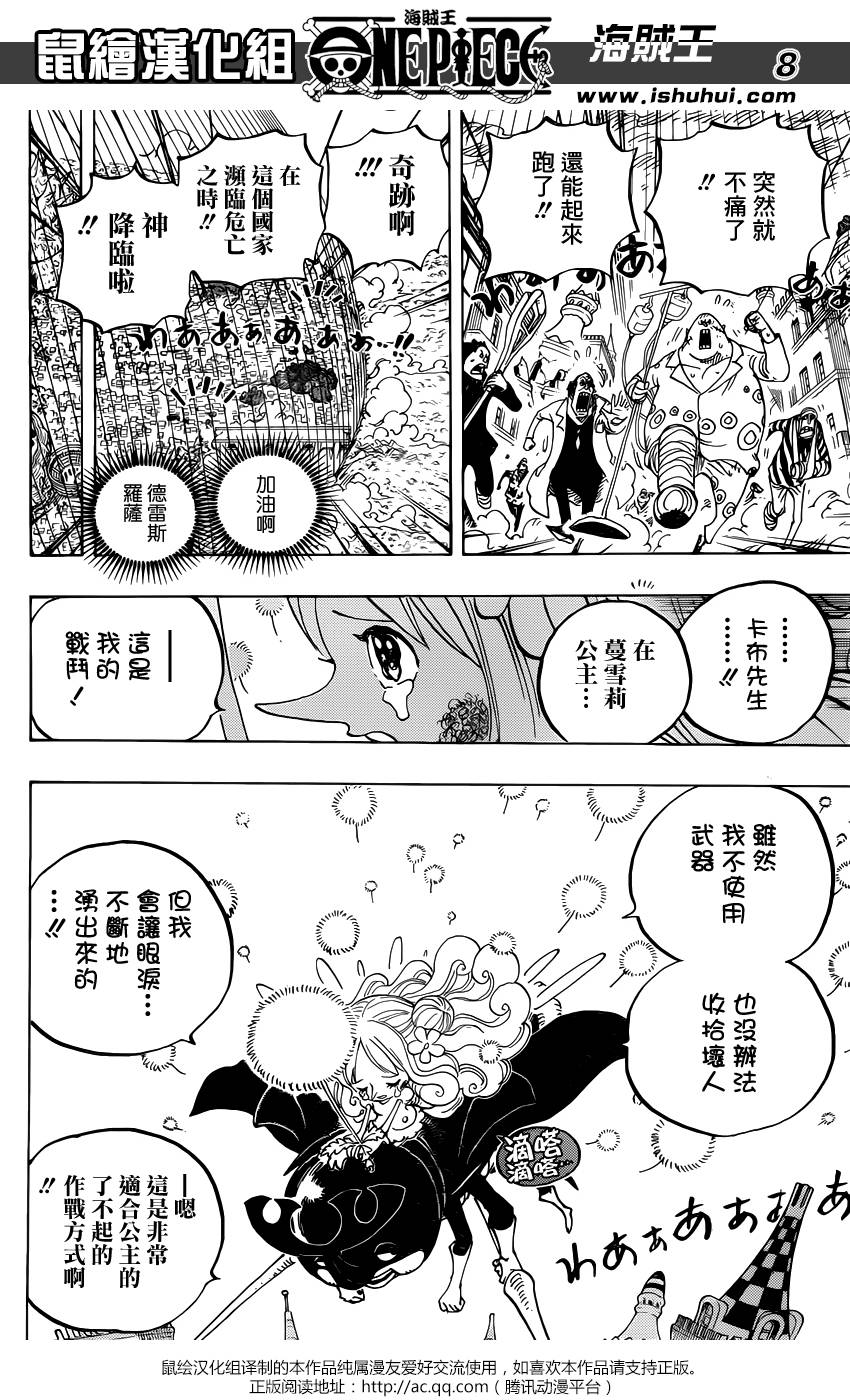 鼠繪漢化組
海賊王
ONE PIECE
海賊王
www.ishuhui.com
8
突然就
不痛了
!!
還能起來
跑了!!
わあぁ
あぁ
奇跡啊
!!!
在
這個國家
瀕臨危亡
之時!!
神
降臨啦
!!
わあぁあぁあぁぉ…!!
加油啊
德雷斯
羅薩
……
卡布先生
……
在
蔓雪莉
公主…
——
這是
我的
戰鬥!
雖然
我不使用
武器
也沒辦法
收拾壞人
但我
會讓眼淚…
不斷地
湧出來的
…!!
滴嗒
滴嗒
—嗯
這是非常
適合公主的
了不起的
作戰方式啊
!!
わあぁあぁあぁ
鼠绘汉化组译制的本作品纯属漫友爱好交流使用，如喜欢本作品请支持正版。
正版阅读地址：http://ac.qq.com（腾讯动漫平台）